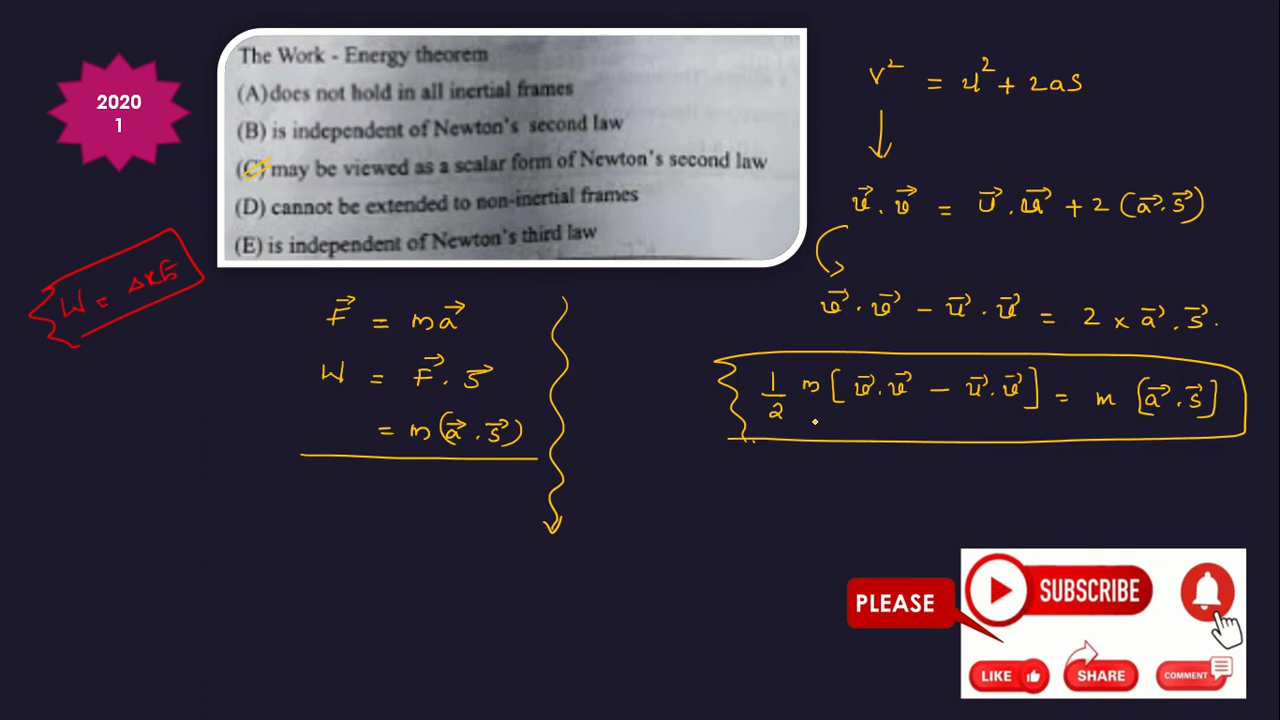 2020
1
The Work - Energy theorem
(A) does not hold in all inertial frames
(B) is independent of Newton's second law
(C) may be viewed as a scalar form of Newton's second law
(D) cannot be extended to non-inertial frames
(E) is independent of Newton's third law
W = ΔKE
F⃗ = ma⃗
W = F⃗ . S⃗
= m(a⃗ . s⃗)
v² = u² + 2as
↓
v⃗ . v⃗ = u⃗ . u⃗ + 2 (a⃗ . s⃗)
v⃗ . v⃗ − u⃗ . u⃗ = 2 × a⃗ . s⃗ .
1/2 m [ v⃗ . v⃗ − u⃗ . u⃗ ] = m [ a⃗ . s⃗ ]
PLEASE
SUBSCRIBE
LIKE
SHARE
COMMENT